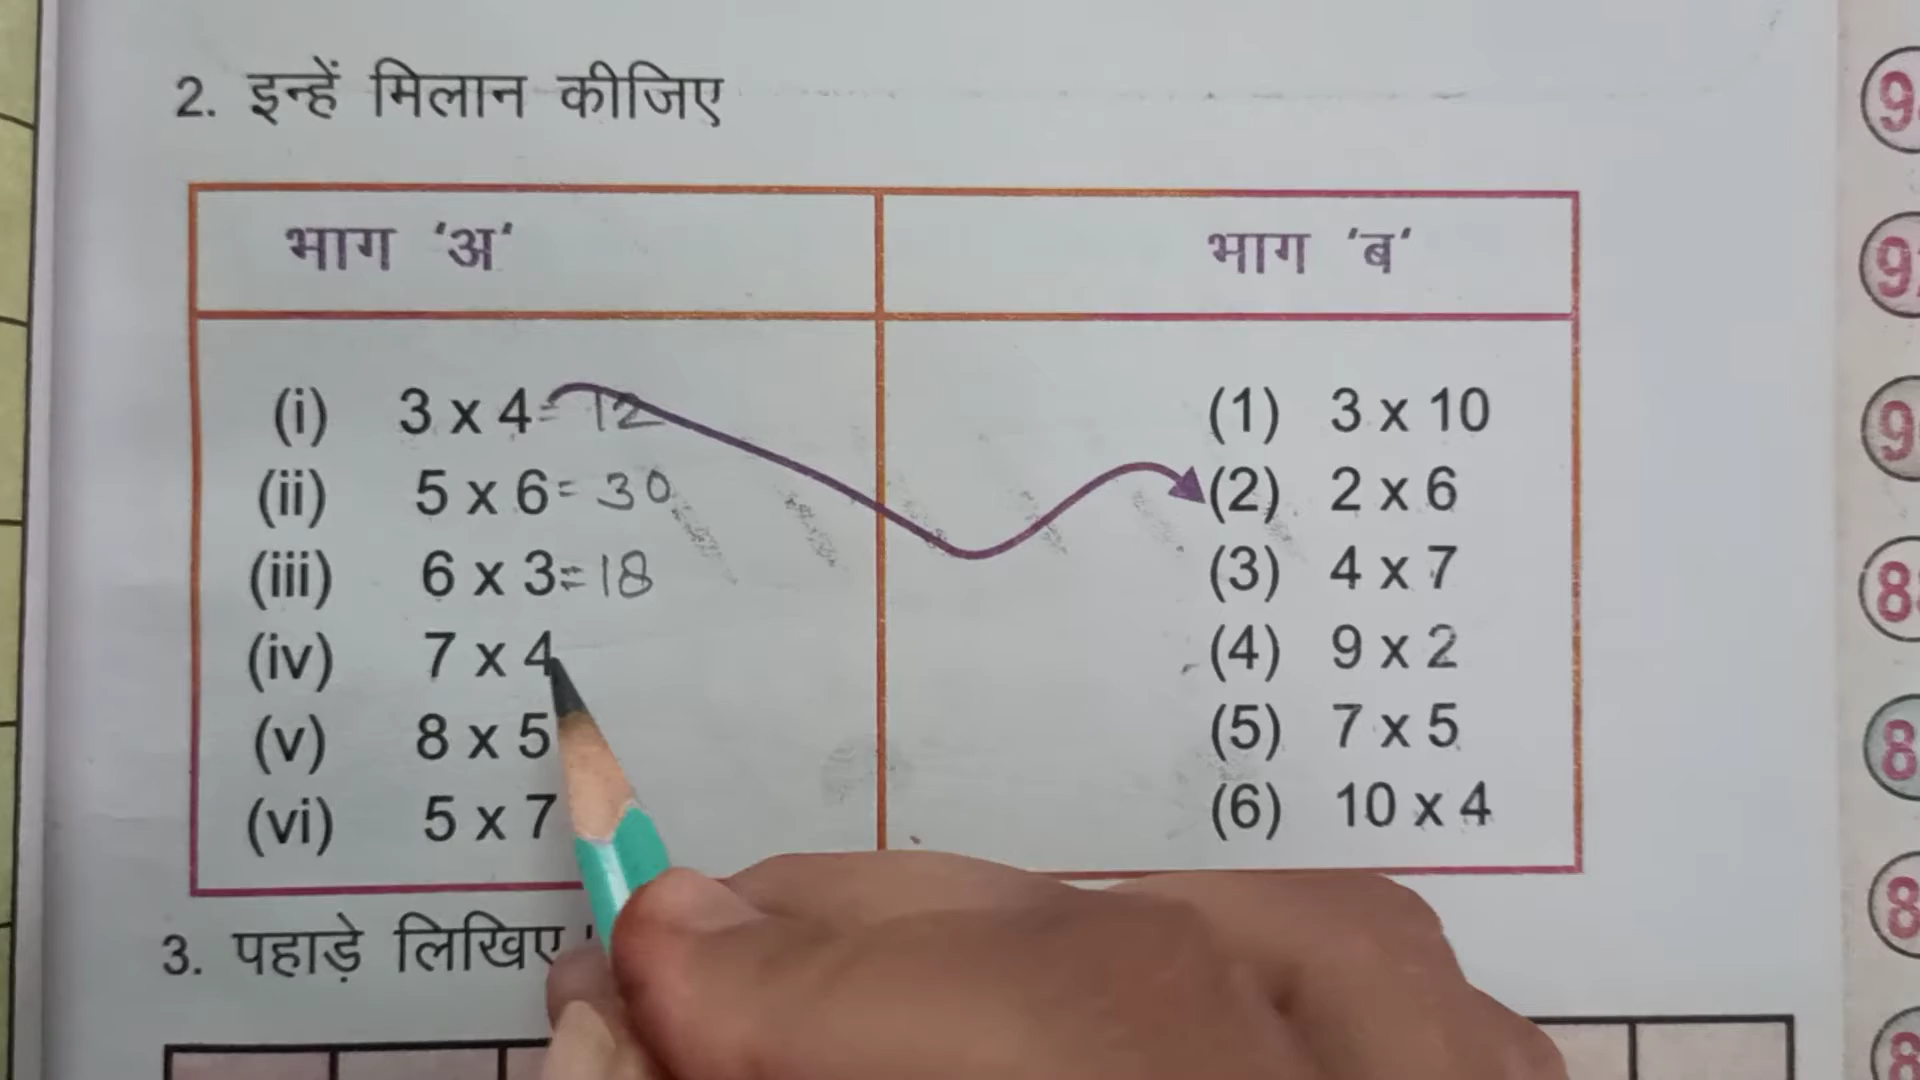 2. इन्हें मिलान कीजिए
भाग 'अ' भाग 'ब'
(i) 3 x 4 = 12 (1) 3 x 10
(ii) 5 x 6 = 30 (2) 2 x 6
(iii) 6 x 3 = 18 (3) 4 x 7
(iv) 7 x 4 (4) 9 x 2
(v) 8 x 5 (5) 7 x 5
(vi) 5 x 7 (6) 10 x 4
3. पहाड़े लिखिए